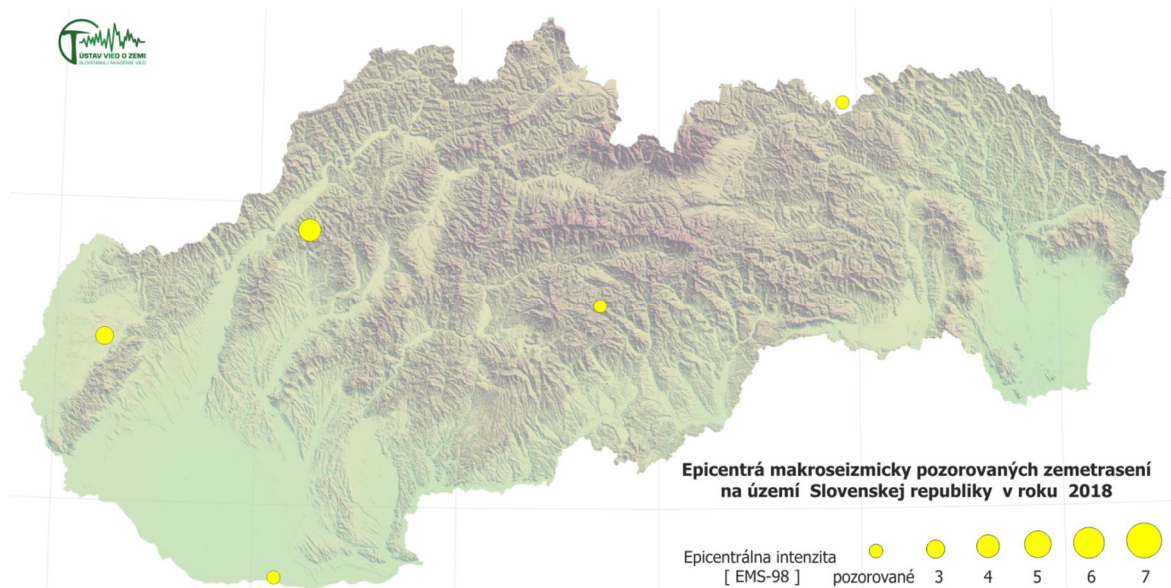 ÚSTAV VIED O ZEMI
SLOVENSKEJ AKADÉMIE VIED
Epicentrá makroseizmicky pozorovaných zemetrasení
na území Slovenskej republiky v roku 2018
Epicentrálna intenzita
[ EMS-98 ]
pozorované 3 4 5 6 7